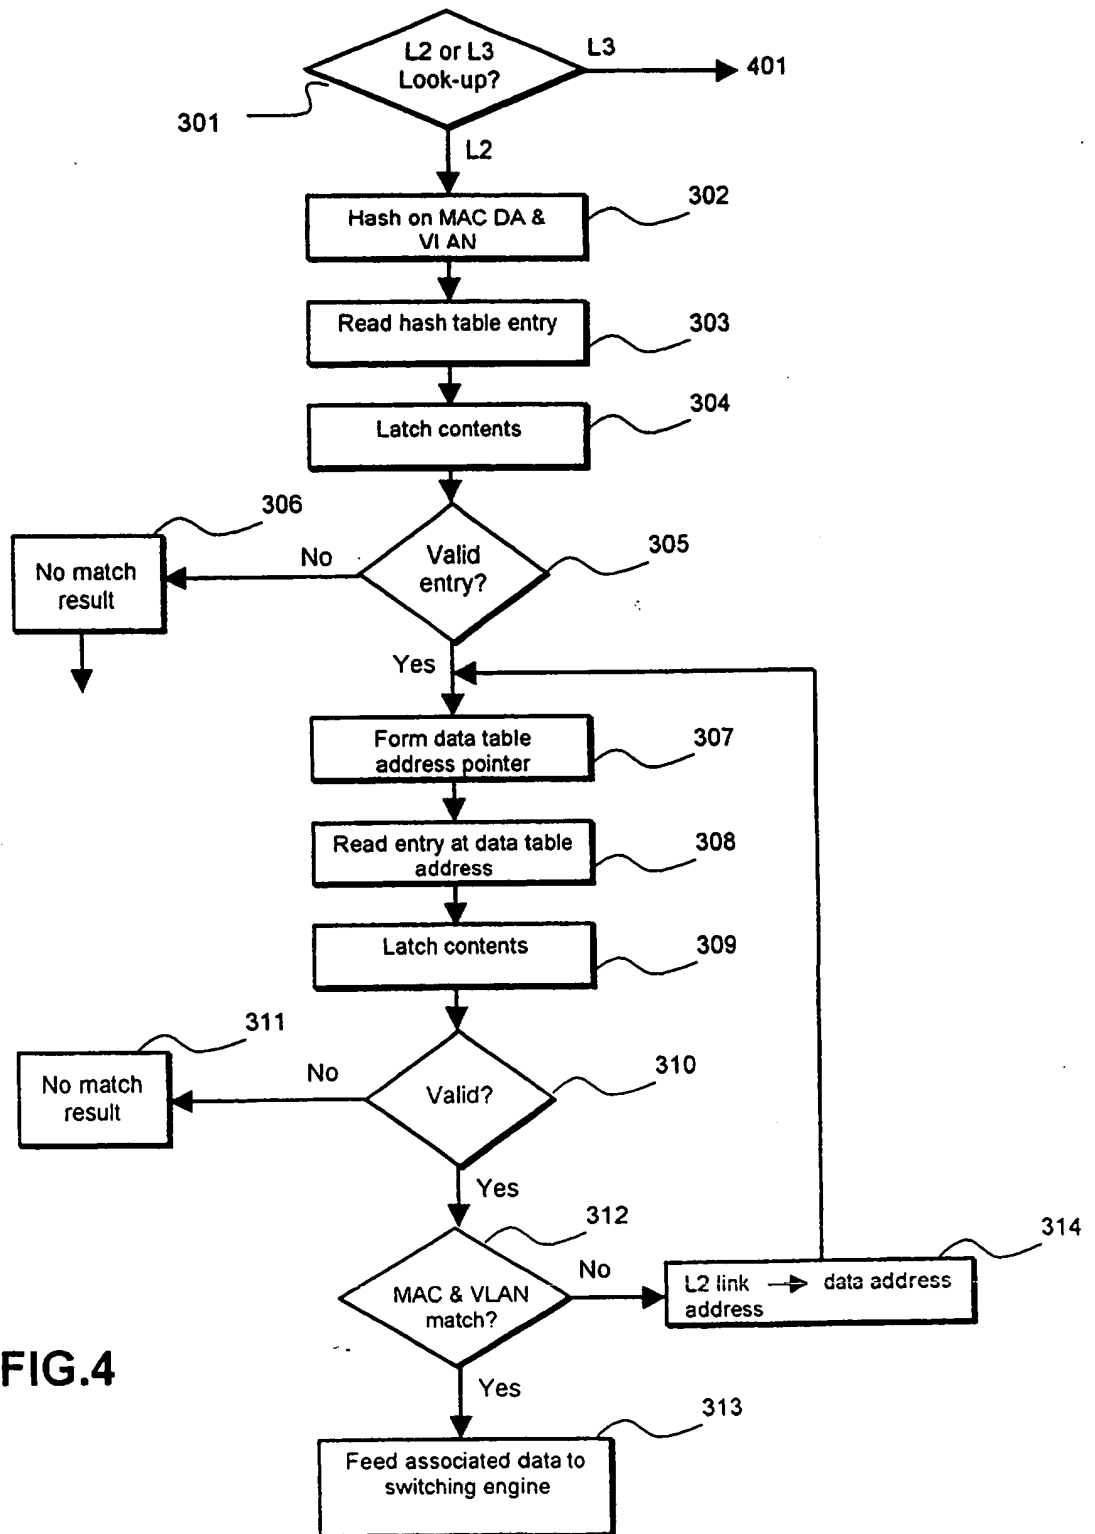 L2 or L3
Look-up?
L3
401
301
L2
Hash on MAC DA &
VLAN
302
Read hash table entry
303
Latch contents
304
306
No match
result
No
Valid
entry?
305
Yes
Form data table
address pointer
307
Read entry at data table
address
308
Latch contents
309
311
No match
result
No
Valid?
310
Yes
312
MAC & VLAN
match?
No
314
L2 link → data address
address
FIG.4
Yes
313
Feed associated data to
switching engine